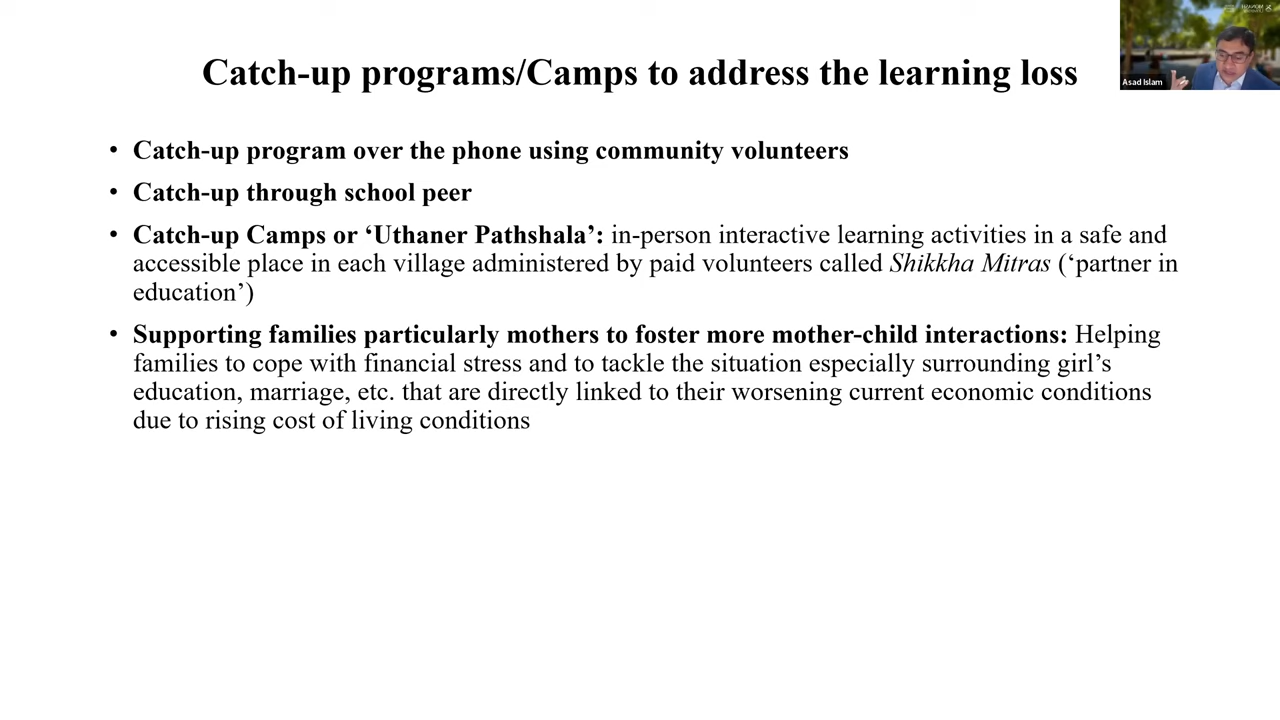 Catch-up programs/Camps to address the learning loss
Asad Islam
• Catch-up program over the phone using community volunteers
• Catch-up through school peer
• Catch-up Camps or ‘Uthaner Pathshala’: in-person interactive learning activities in a safe and
accessible place in each village administered by paid volunteers called Shikkha Mitras (‘partner in
education’)
• Supporting families particularly mothers to foster more mother-child interactions: Helping
families to cope with financial stress and to tackle the situation especially surrounding girl’s
education, marriage, etc. that are directly linked to their worsening current economic conditions
due to rising cost of living conditions